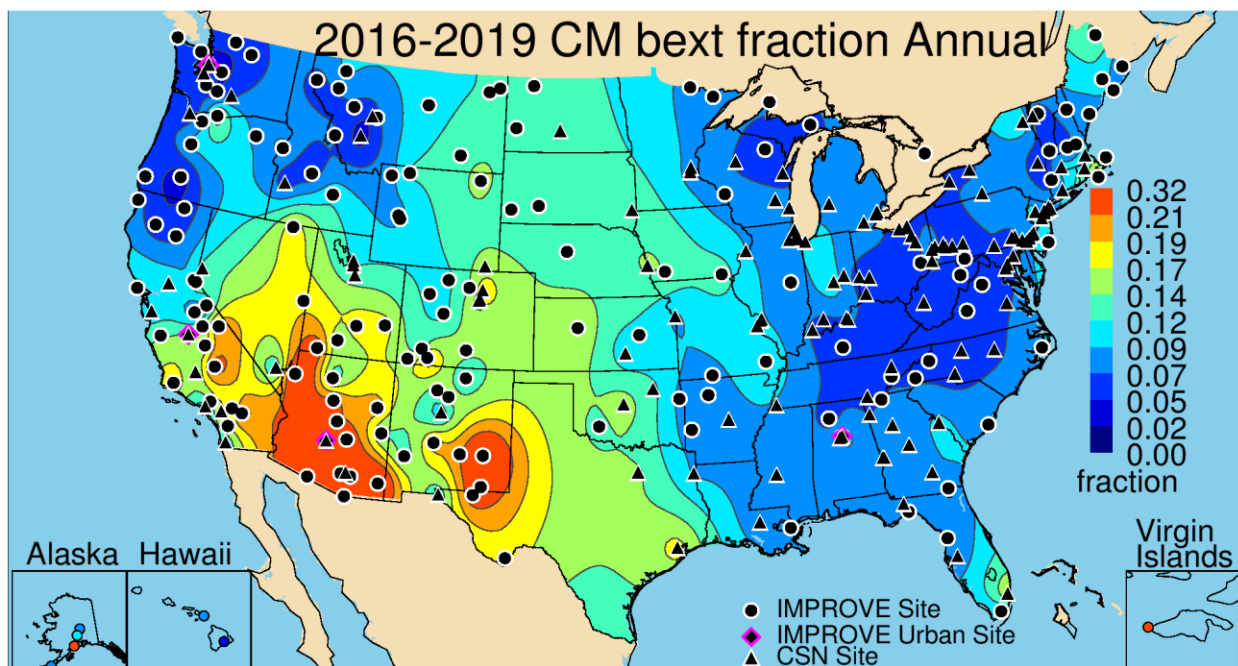 2016-2019 CM bext fraction Annual
0.32
0.21
0.19
0.17
0.14
0.12
0.09
0.07
0.05
0.02
0.00
fraction
Alaska
Hawaii
Virgin
Islands
IMPROVE Site
IMPROVE Urban Site
CSN Site